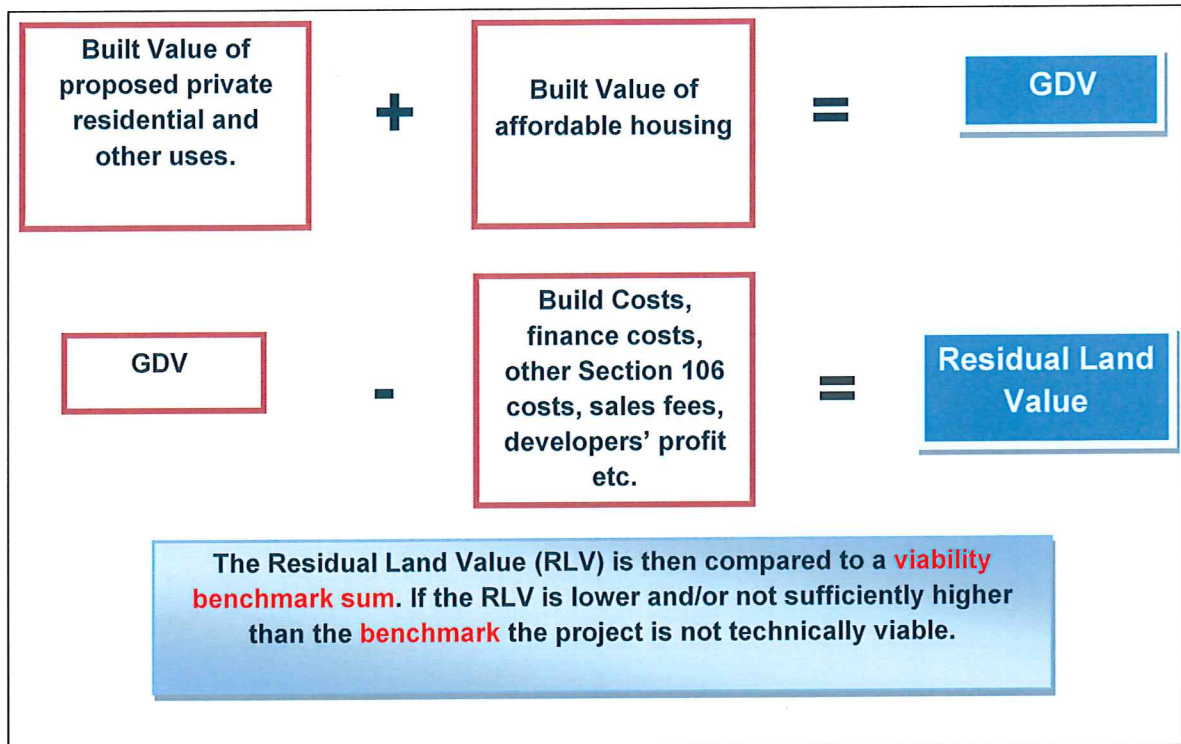 Built Value of
proposed private
residential and
other uses.
+
Built Value of
affordable housing
=
GDV
GDV
-
Build Costs,
finance costs,
other Section 106
costs, sales fees,
developers’ profit
etc.
=
Residual Land
Value
The Residual Land Value (RLV) is then compared to a viability
benchmark sum. If the RLV is lower and/or not sufficiently higher
than the benchmark the project is not technically viable.